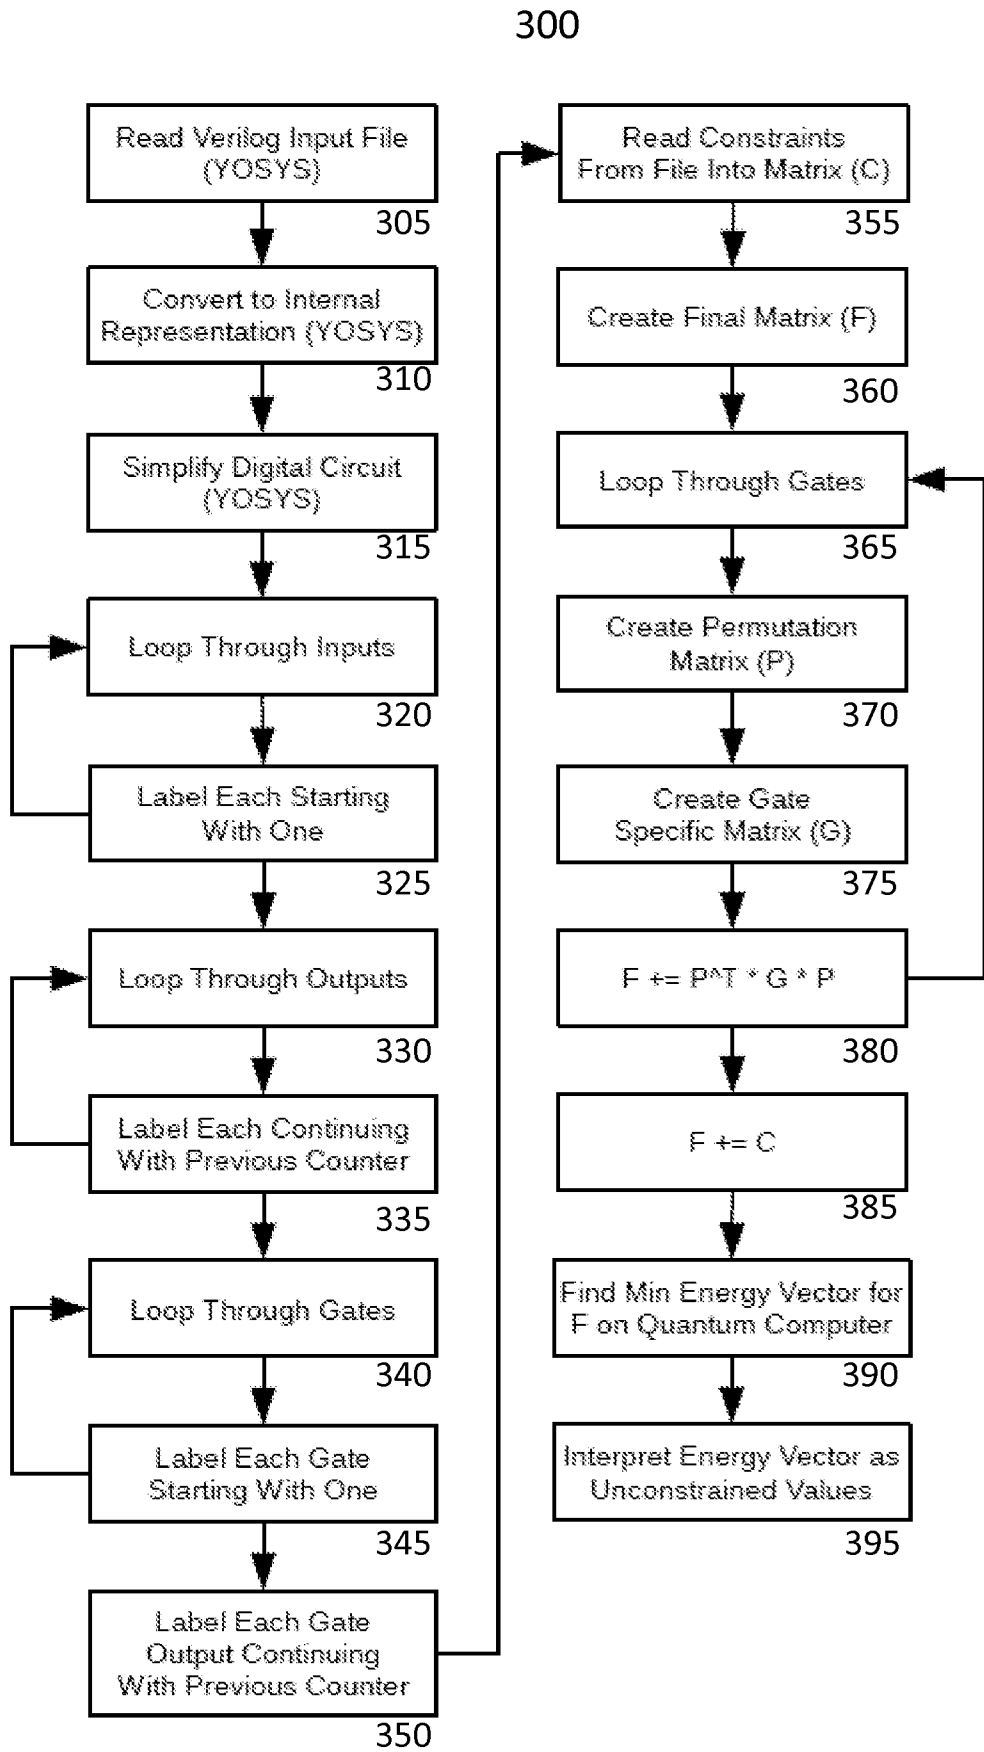 300
Read Verilog Input File
(YOSYS)
305
Convert to Internal
Representation (YOSYS)
310
Simplify Digital Circuit
(YOSYS)
315
Loop Through Inputs
320
Label Each Starting
With One
325
Loop Through Outputs
330
Label Each Continuing
With Previous Counter
335
Loop Through Gates
340
Label Each Gate
Starting With One
345
Label Each Gate
Output Continuing
With Previous Counter
350
Read Constraints
From File Into Matrix (C)
355
Create Final Matrix (F)
360
Loop Through Gates
365
Create Permutation
Matrix (P)
370
Create Gate
Specific Matrix (G)
375
F += P^T * G * P
380
F += C
385
Find Min Energy Vector for
F on Quantum Computer
390
Interpret Energy Vector as
Unconstrained Values
395